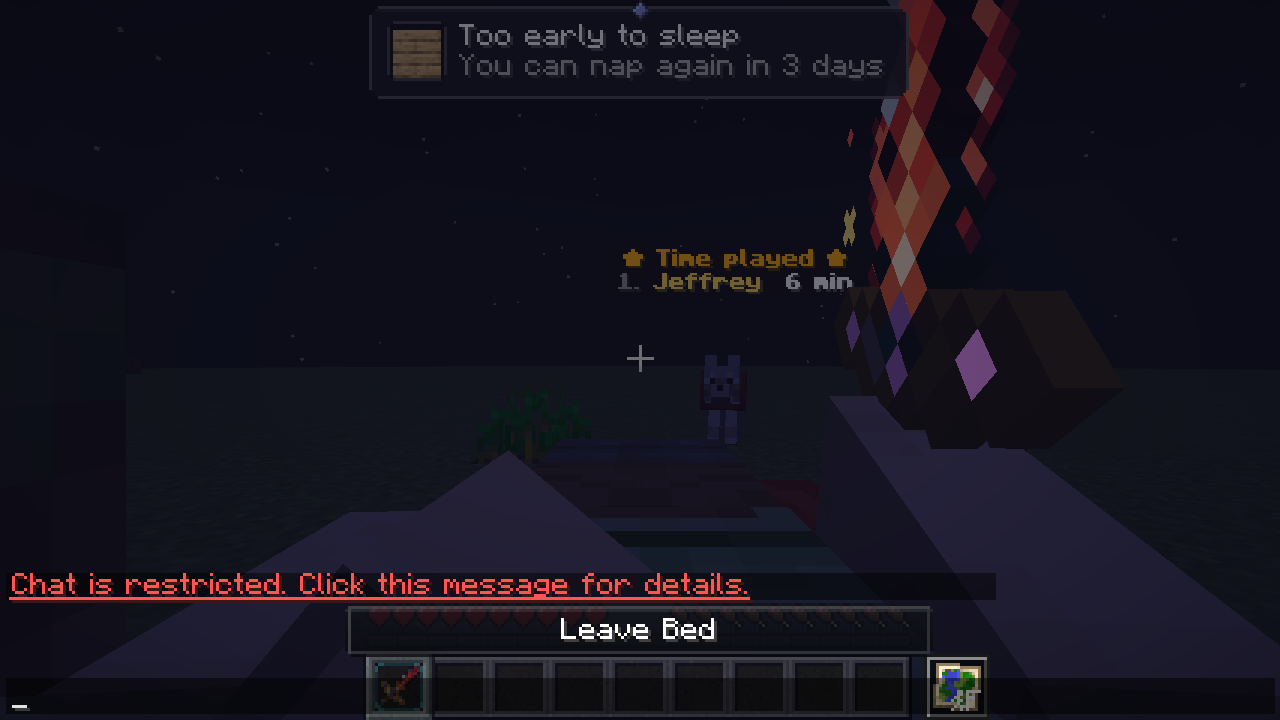 Too early to sleep
You can nap again in 3 days
Time played
1. Jeffrey 6 min
Chat is restricted. Click this message for details.
Leave Bed
_